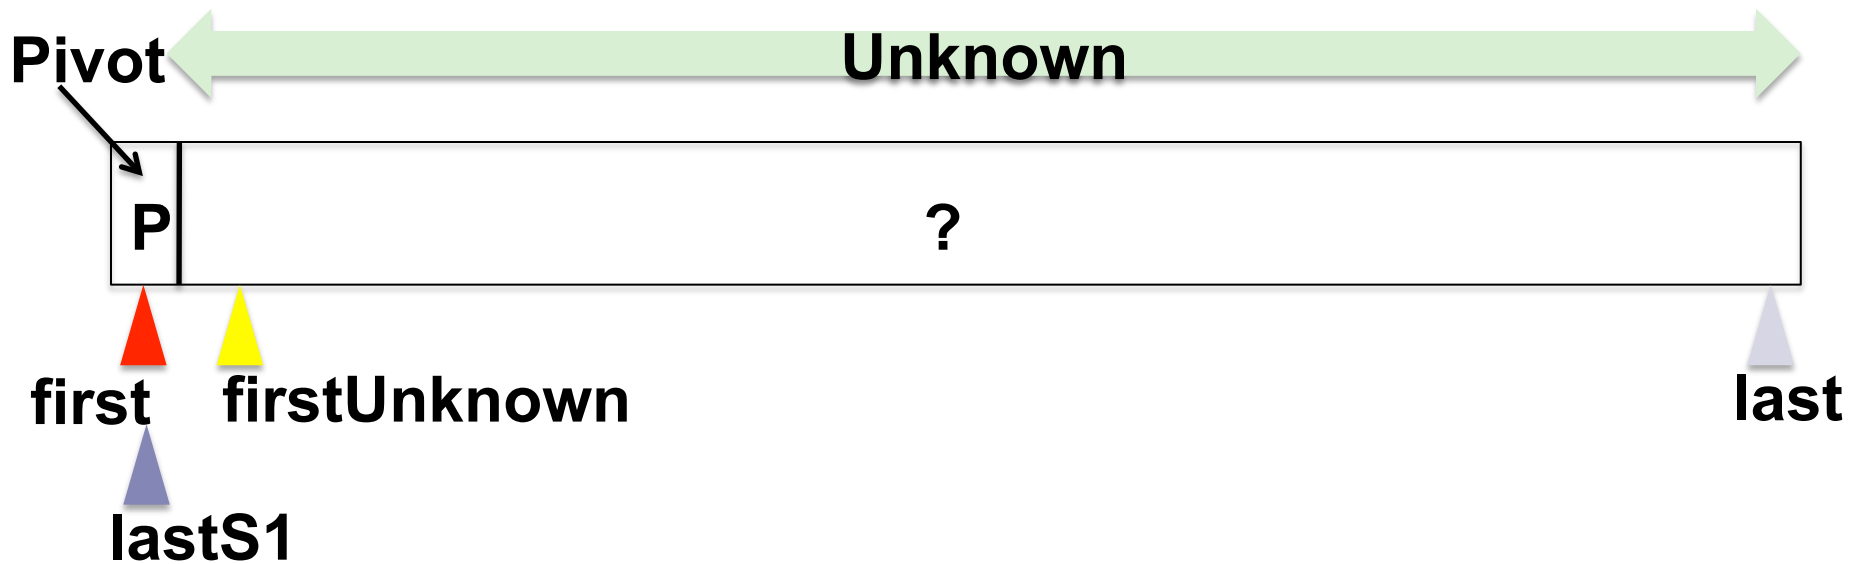 Unknown
Pivot
P ?
first firstUnknown last
lastS1